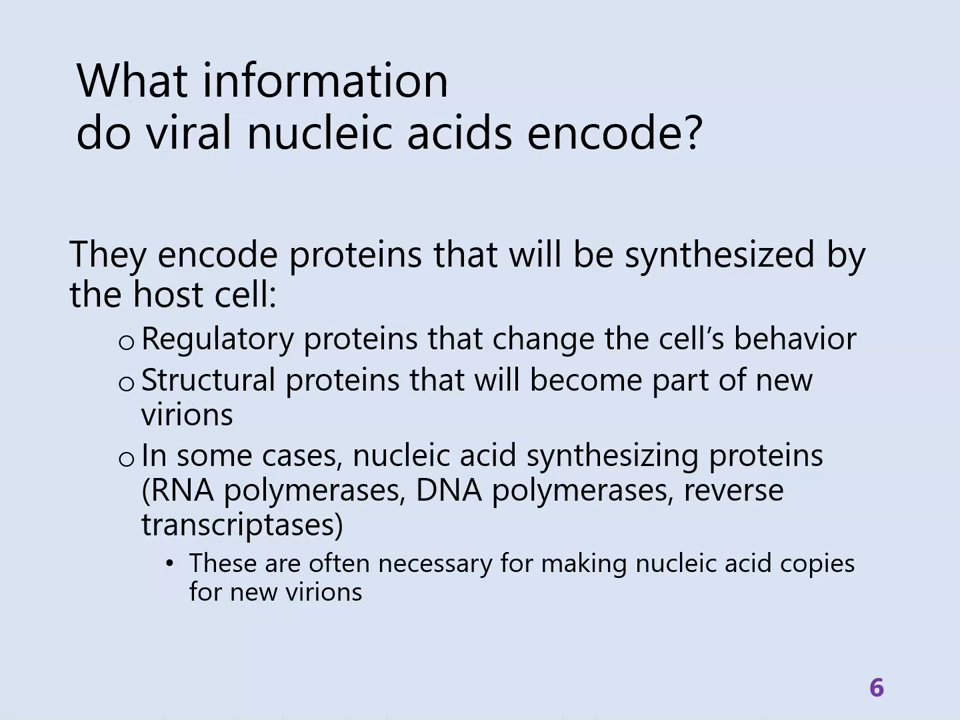 What information
do viral nucleic acids encode?
They encode proteins that will be synthesized by
the host cell:
o Regulatory proteins that change the cell’s behavior
o Structural proteins that will become part of new
virions
o In some cases, nucleic acid synthesizing proteins
(RNA polymerases, DNA polymerases, reverse
transcriptases)
• These are often necessary for making nucleic acid copies
for new virions
6